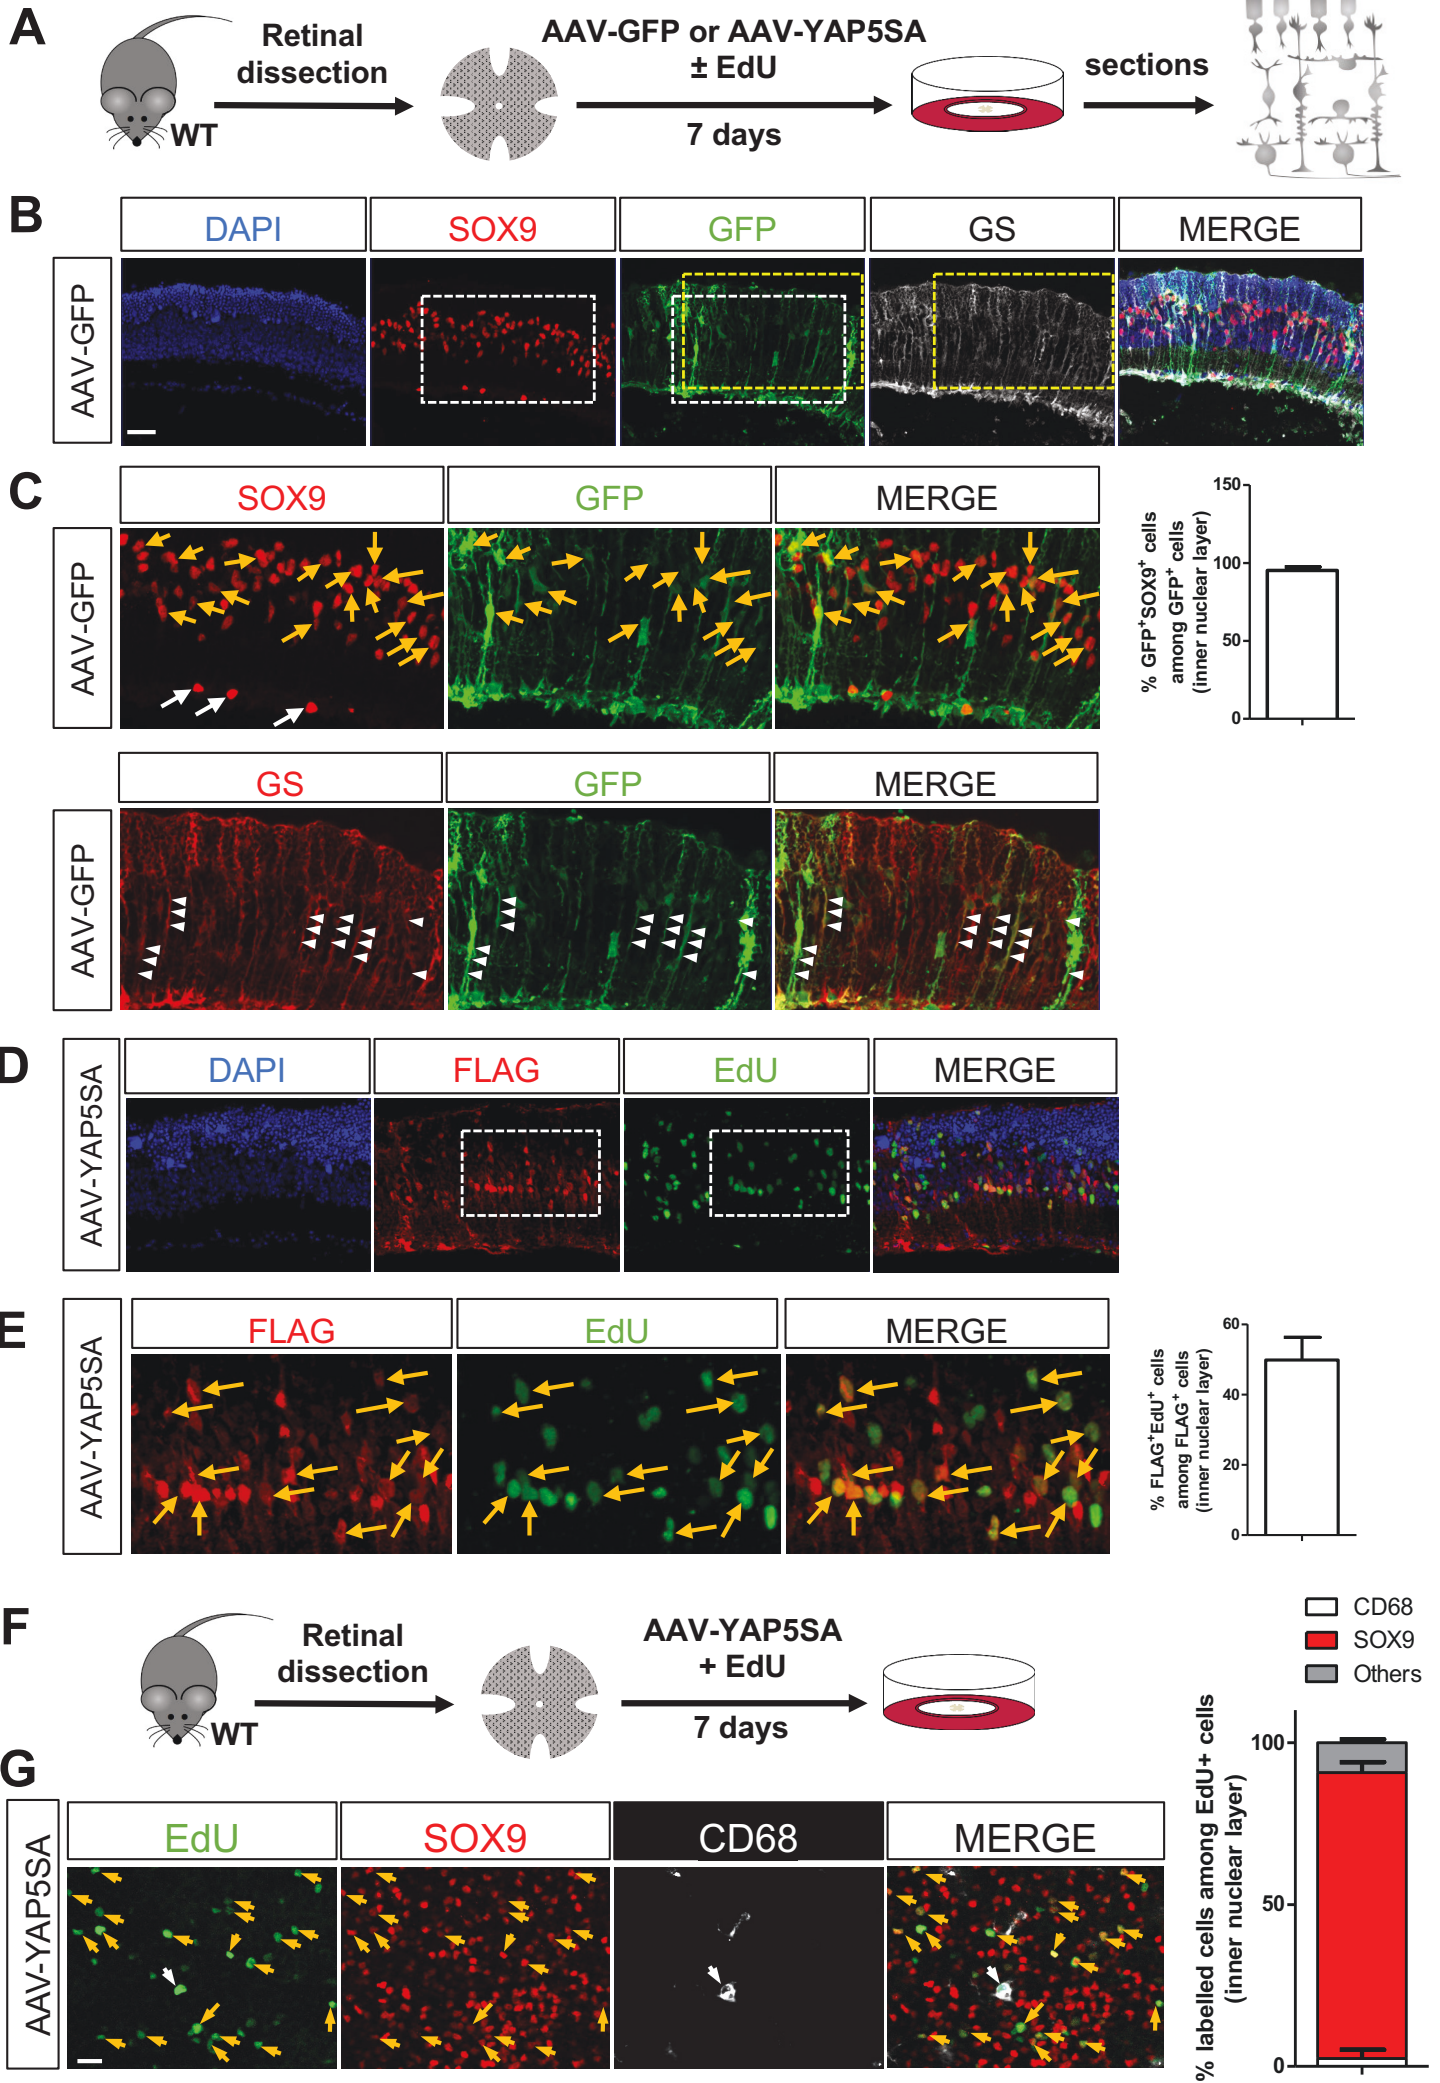 A
Retinal
dissection
WT
AAV-GFP or AAV-YAP5SA
± EdU
7 days
sections
B
DAPI
SOX9
GFP
GS
MERGE
AAV-GFP
C
SOX9
GFP
MERGE
AAV-GFP
% GFP+SOX9+ cells
among GFP+ cells
(inner nuclear layer)
150
100
50
0
GS
GFP
MERGE
AAV-GFP
D
DAPI
FLAG
EdU
MERGE
AAV-YAP5SA
E
FLAG
EdU
MERGE
AAV-YAP5SA
% FLAG+EdU+ cells
among FLAG+ cells
(inner nuclear layer)
60
40
20
0
F
Retinal
dissection
WT
AAV-YAP5SA
+ EdU
7 days
CD68
SOX9
Others
% labelled cells among EdU+ cells
(inner nuclear layer)
100
50
0
G
EdU
SOX9
CD68
MERGE
AAV-YAP5SA